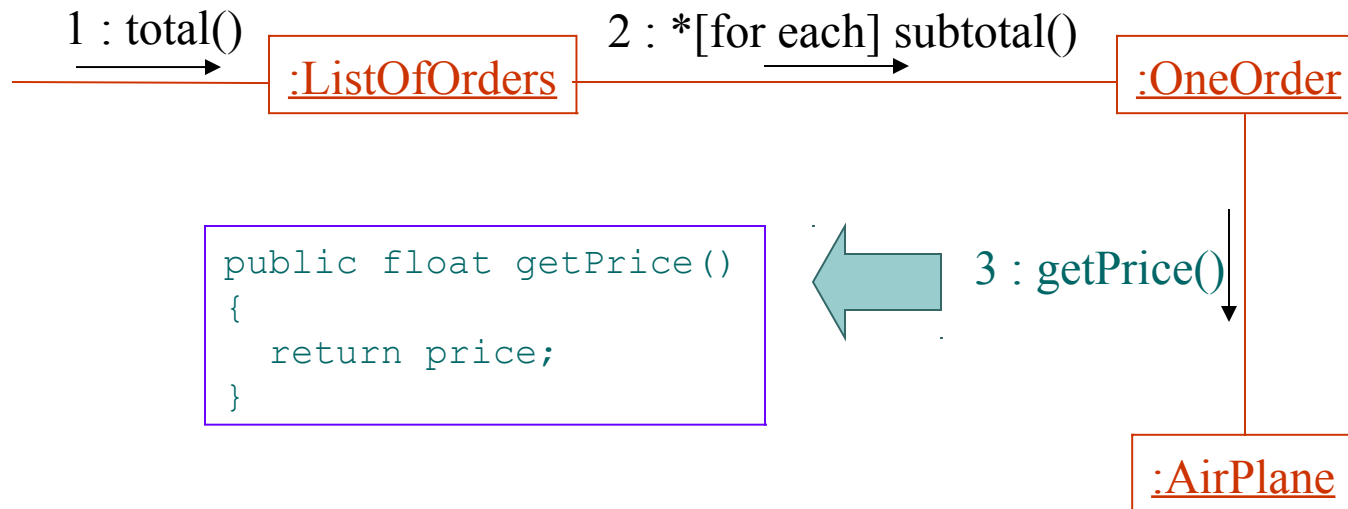 1 : total()
2 : *[for each] subtotal()
:ListOfOrders
:OneOrder
public float getPrice()
{
return price;
}
3 : getPrice()
:AirPlane